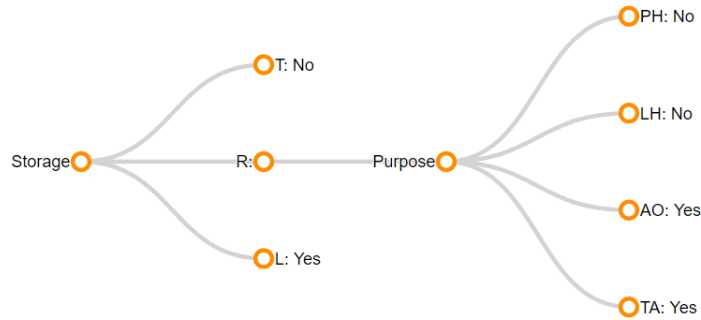 PH: No
T: No
LH: No
Storage
R:
Purpose
AO: Yes
L: Yes
TA: Yes